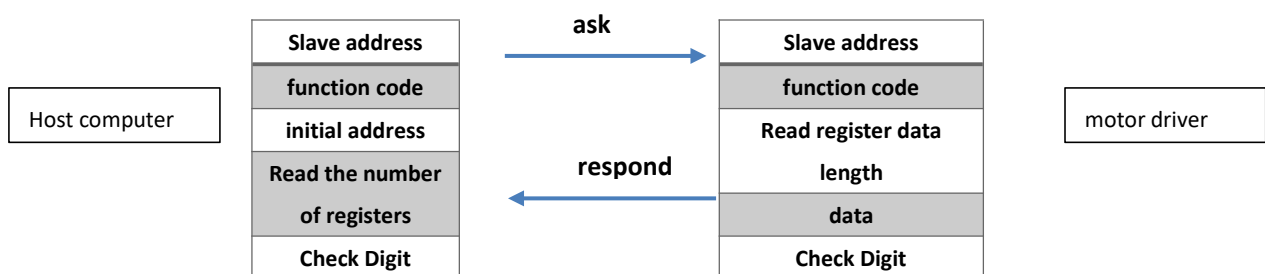 Host computer
Slave address
function code
initial address
Read the number
of registers
Check Digit
ask
respond
Slave address
function code
Read register data
length
data
Check Digit
motor driver